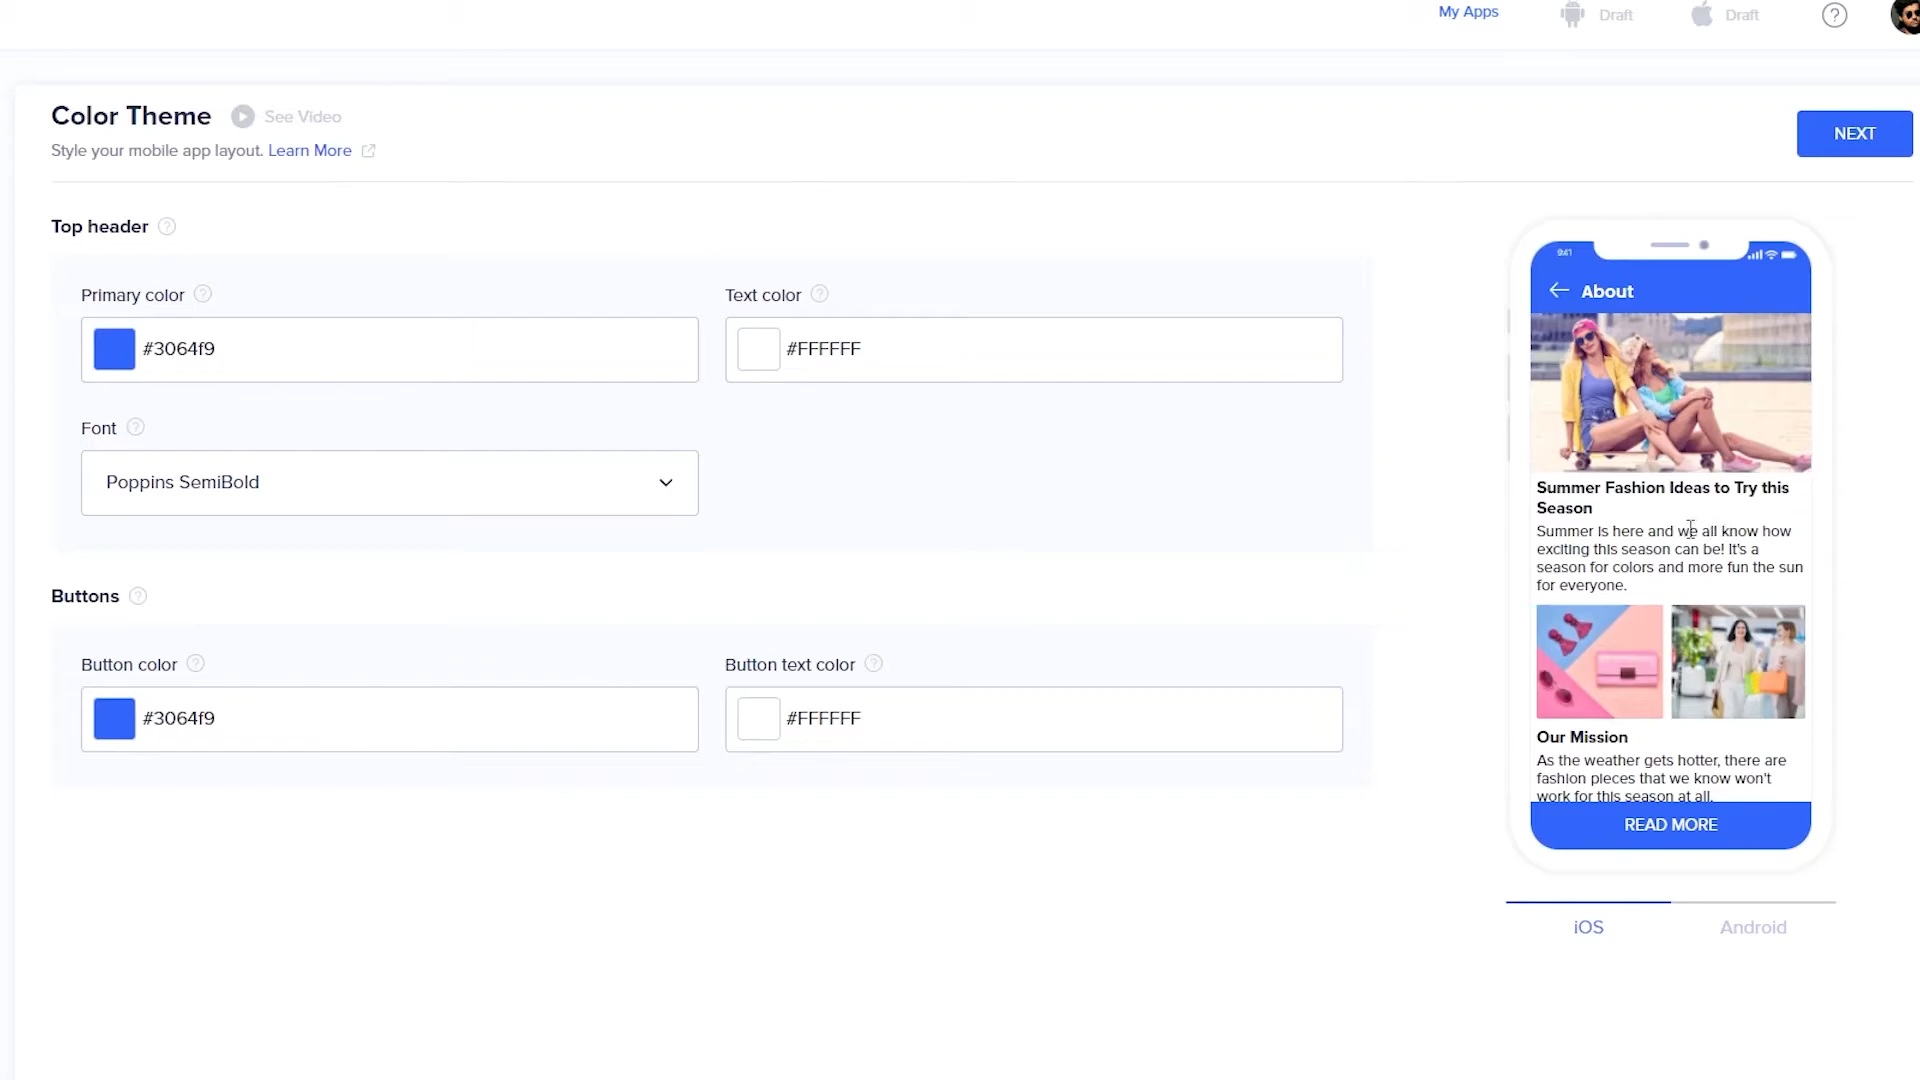 My Apps
Draft
Draft
Color Theme
See Video
NEXT
Style your mobile app layout. Learn More
Top header
Primary color
Text color
#3064f9
#FFFFFF
Font
Poppins SemiBold
Buttons
Button color
Button text color
#3064f9
#FFFFFF
9:41
About
Summer Fashion Ideas to Try this
Season
Summer is here and we all know how
exciting this season can be! It's a
season for colors and more fun the sun
for everyone.
Our Mission
As the weather gets hotter, there are
fashion pieces that we know won't
work for this season at all.
READ MORE
iOS
Android